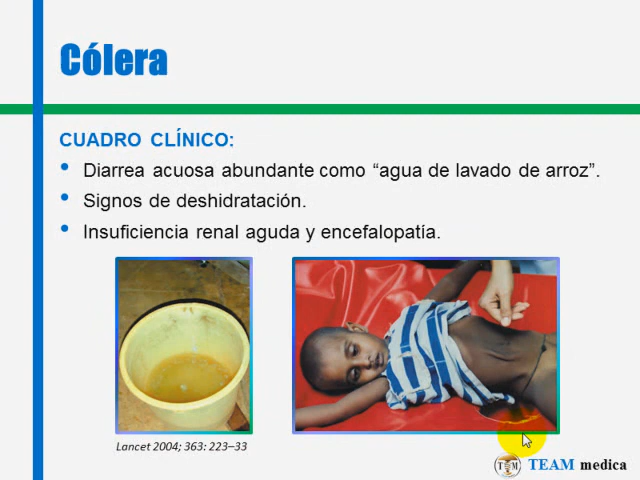 Cólera
CUADRO CLÍNICO:
• Diarrea acuosa abundante como “agua de lavado de arroz”.
• Signos de deshidratación.
• Insuficiencia renal aguda y encefalopatía.
Lancet 2004; 363: 223–33
TEAM medica